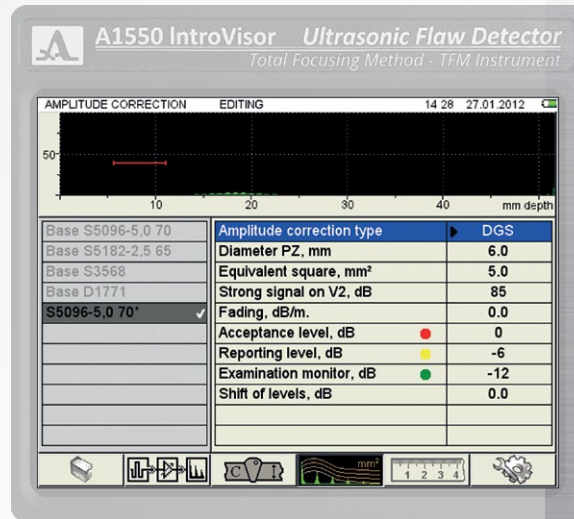 A1550 IntroVisor Ultrasonic Flaw Detector
Total Focusing Method - TFM Instrument
AMPLITUDE CORRECTION EDITING 14 28 27.01.2012
50
10 20 30 40 mm depth
Base S5096-5,0 70
Base S5182-2,5 65
Base S3568
Base D1771
S5096-5,0 70*
Amplitude correction type DGS
Diameter PZ, mm 6.0
Equivalent square, mm² 5.0
Strong signal on V2, dB 85
Fading, dB/m. 0.0
Acceptance level, dB 0
Reporting level, dB -6
Examination monitor, dB -12
Shift of levels, dB 0.0
C I
mm²
1 2 3 4